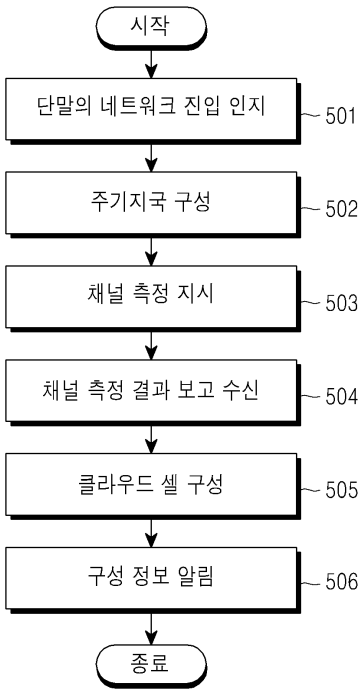 시작
단말의 네트워크 진입 인지
501
주기지국 구성
502
채널 측정 지시
503
채널 측정 결과 보고 수신
504
클라우드 셀 구성
505
구성 정보 알림
506
종료